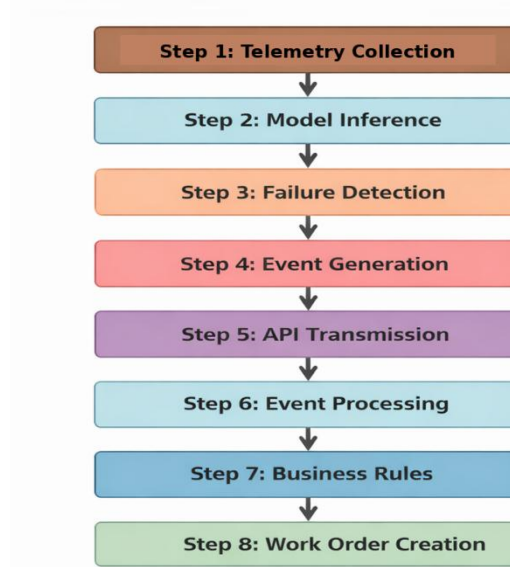 Step 1: Telemetry Collection
Step 2: Model Inference
Step 3: Failure Detection
Step 4: Event Generation
Step 5: API Transmission
Step 6: Event Processing
Step 7: Business Rules
Step 8: Work Order Creation